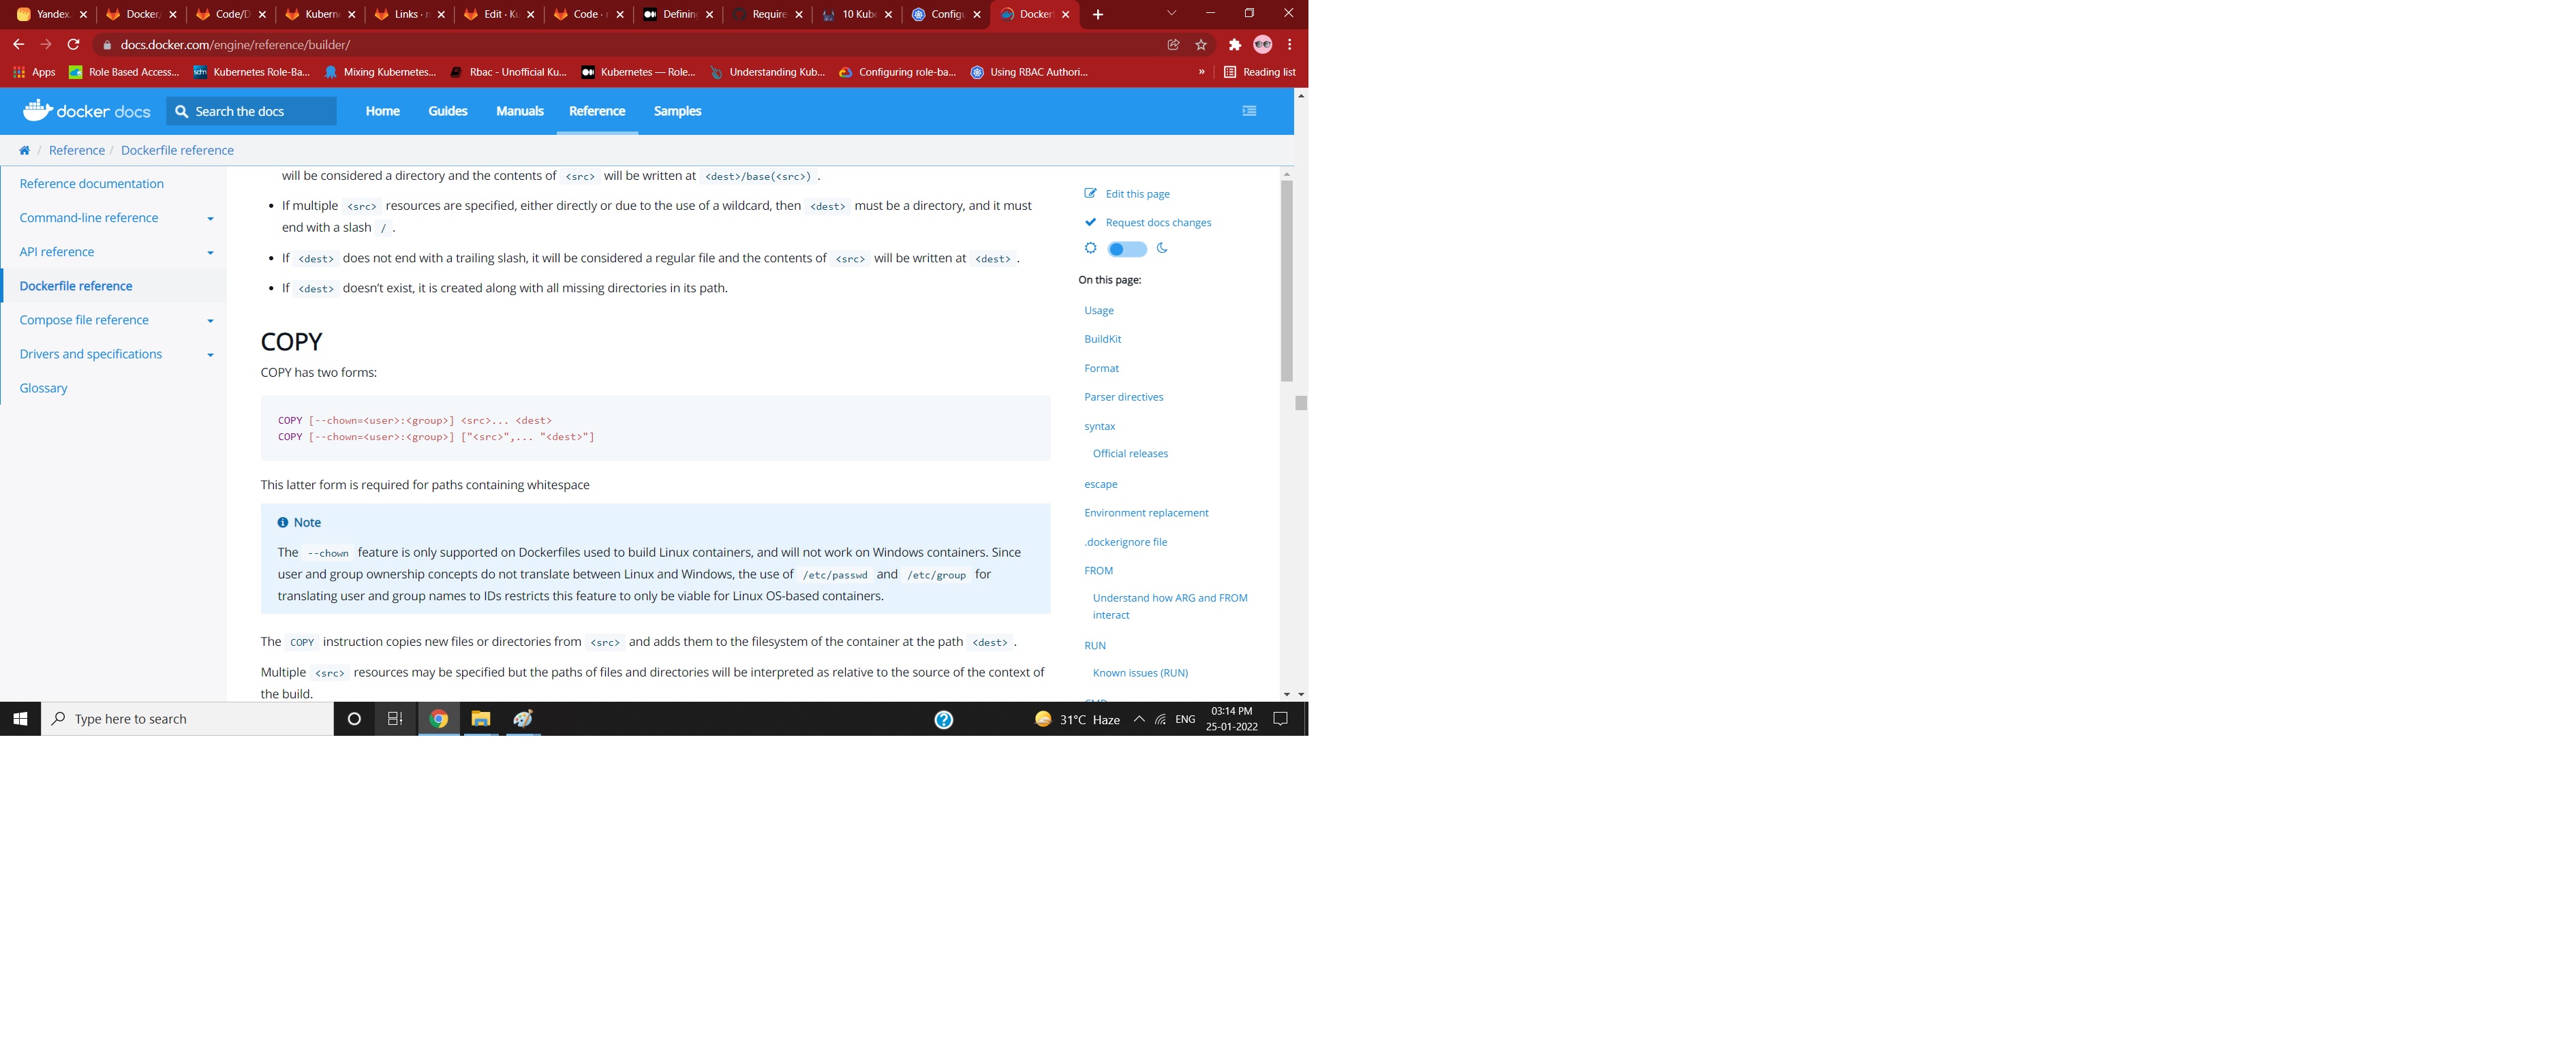 Yandex. Docker/ Code/D Kubern Links · n Edit · Ku Code · Defining Require 10 Kube Configu Docker
docs.docker.com/engine/reference/builder/
Apps Role Based Access... Kubernetes Role-Ba... Mixing Kubernetes... Rbac - Unofficial Ku... Kubernetes — Role... Understanding Kub... Configuring role-ba... Using RBAC Authori... » Reading list
docker docs Search the docs Home Guides Manuals Reference Samples
/ Reference / Dockerfile reference
Reference documentation
Command-line reference
API reference
Dockerfile reference
Compose file reference
Drivers and specifications
Glossary
will be considered a directory and the contents of <src> will be written at <dest>/base(<src>) .
• If multiple <src> resources are specified, either directly or due to the use of a wildcard, then <dest> must be a directory, and it must
end with a slash / .
• If <dest> does not end with a trailing slash, it will be considered a regular file and the contents of <src> will be written at <dest> .
• If <dest> doesn't exist, it is created along with all missing directories in its path.
COPY
COPY has two forms:
COPY [--chown=<user>:<group>] <src>... <dest>
COPY [--chown=<user>:<group>] ["<src>",... "<dest>"]
This latter form is required for paths containing whitespace
Note
The --chown feature is only supported on Dockerfiles used to build Linux containers, and will not work on Windows containers. Since
user and group ownership concepts do not translate between Linux and Windows, the use of /etc/passwd and /etc/group for
translating user and group names to IDs restricts this feature to only be viable for Linux OS-based containers.
The COPY instruction copies new files or directories from <src> and adds them to the filesystem of the container at the path <dest> .
Multiple <src> resources may be specified but the paths of files and directories will be interpreted as relative to the source of the context of
the build.
Edit this page
Request docs changes
On this page:
Usage
BuildKit
Format
Parser directives
syntax
Official releases
escape
Environment replacement
.dockerignore file
FROM
Understand how ARG and FROM
interact
RUN
Known issues (RUN)
Type here to search
31°C Haze
ENG
03:14 PM
25-01-2022